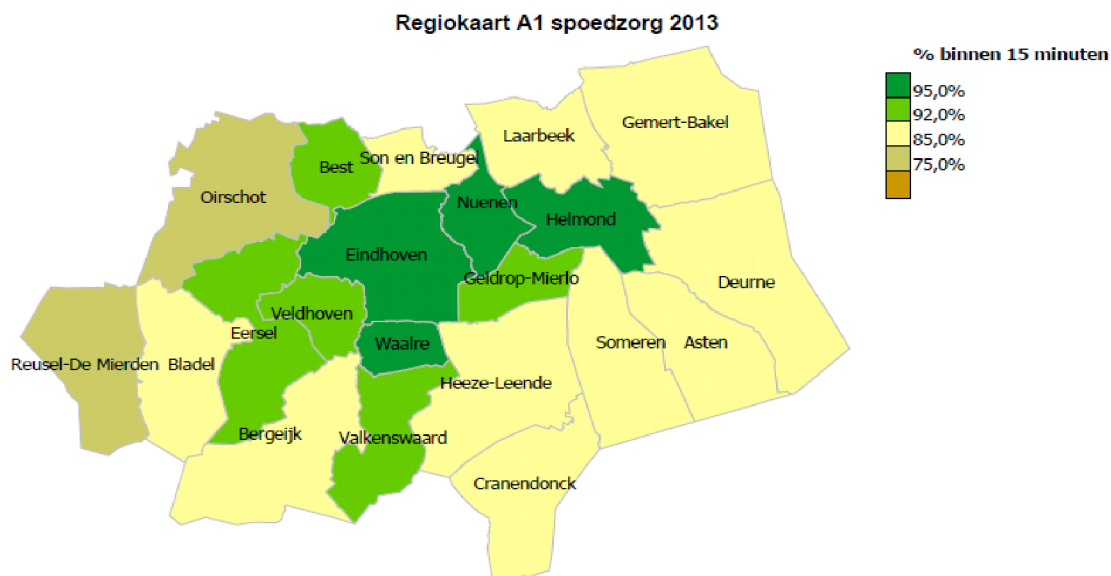 Regiokaart A1 spoedzorg 2013
% binnen 15 minuten
95,0%
92,0%
85,0%
75,0%
Gemert-Bakel
Laarbeek
Son en Breugel
Best
Oirschot
Nuenen
Helmond
Eindhoven
Geldrop-Mierlo
Deurne
Veldhoven
Eersel
Waalre
Someren
Asten
Reusel-De Mierden
Bladel
Heeze-Leende
Bergeijk
Valkenswaard
Cranendonck